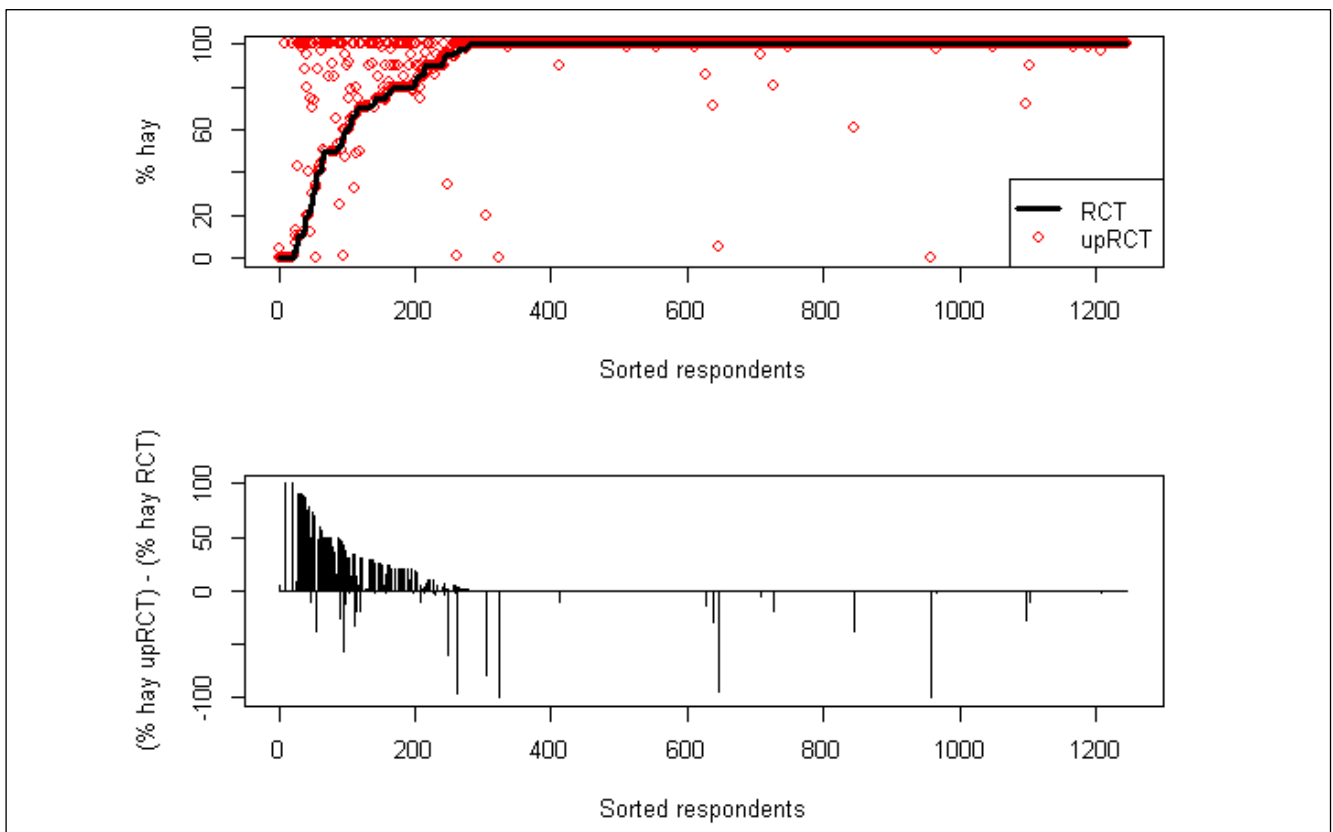 % hay
100
60
20
0
RCT
upRCT
0 200 400 600 800 1000 1200
Sorted respondents
(% hay upRCT) - (% hay RCT)
100
50
0
-100
0 200 400 600 800 1000 1200
Sorted respondents